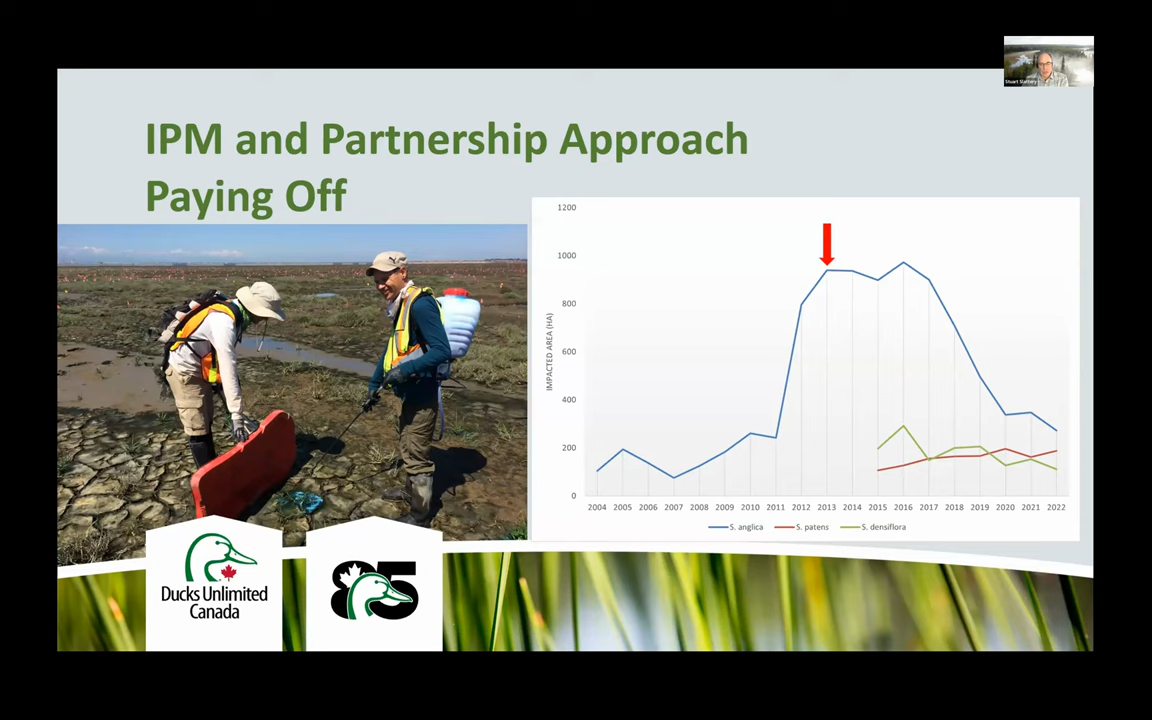 Stuart Slattery
IPM and Partnership Approach
Paying Off
1200
1000
800
600
400
200
0
IMPACTED AREA (HA)
2004 2005 2006 2007 2008 2009 2010 2011 2012 2013 2014 2015 2016 2017 2018 2019 2020 2021 2022
S. anglica S. patens S. densiflora
Ducks Unlimited
Canada
85